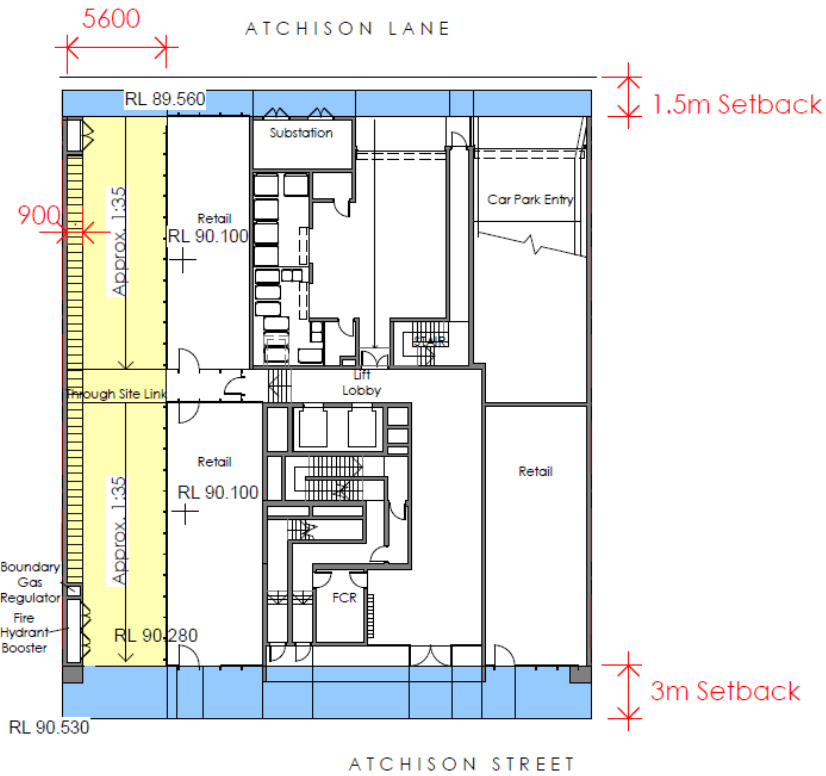 5600
ATCHISON LANE
RL 89.560
1.5m Setback
Substation
Car Park Entry
900
Approx. 1:35
Retail
RL 90.100
STAIR
Lift
Lobby
Through Site Link
Retail
RL 90.100
Retail
Approx. 1:35
Boundary
Gas
Regulator
Fire
Hydrant
Booster
FCR
RL 90.280
3m Setback
RL 90.530
ATCHISON STREET